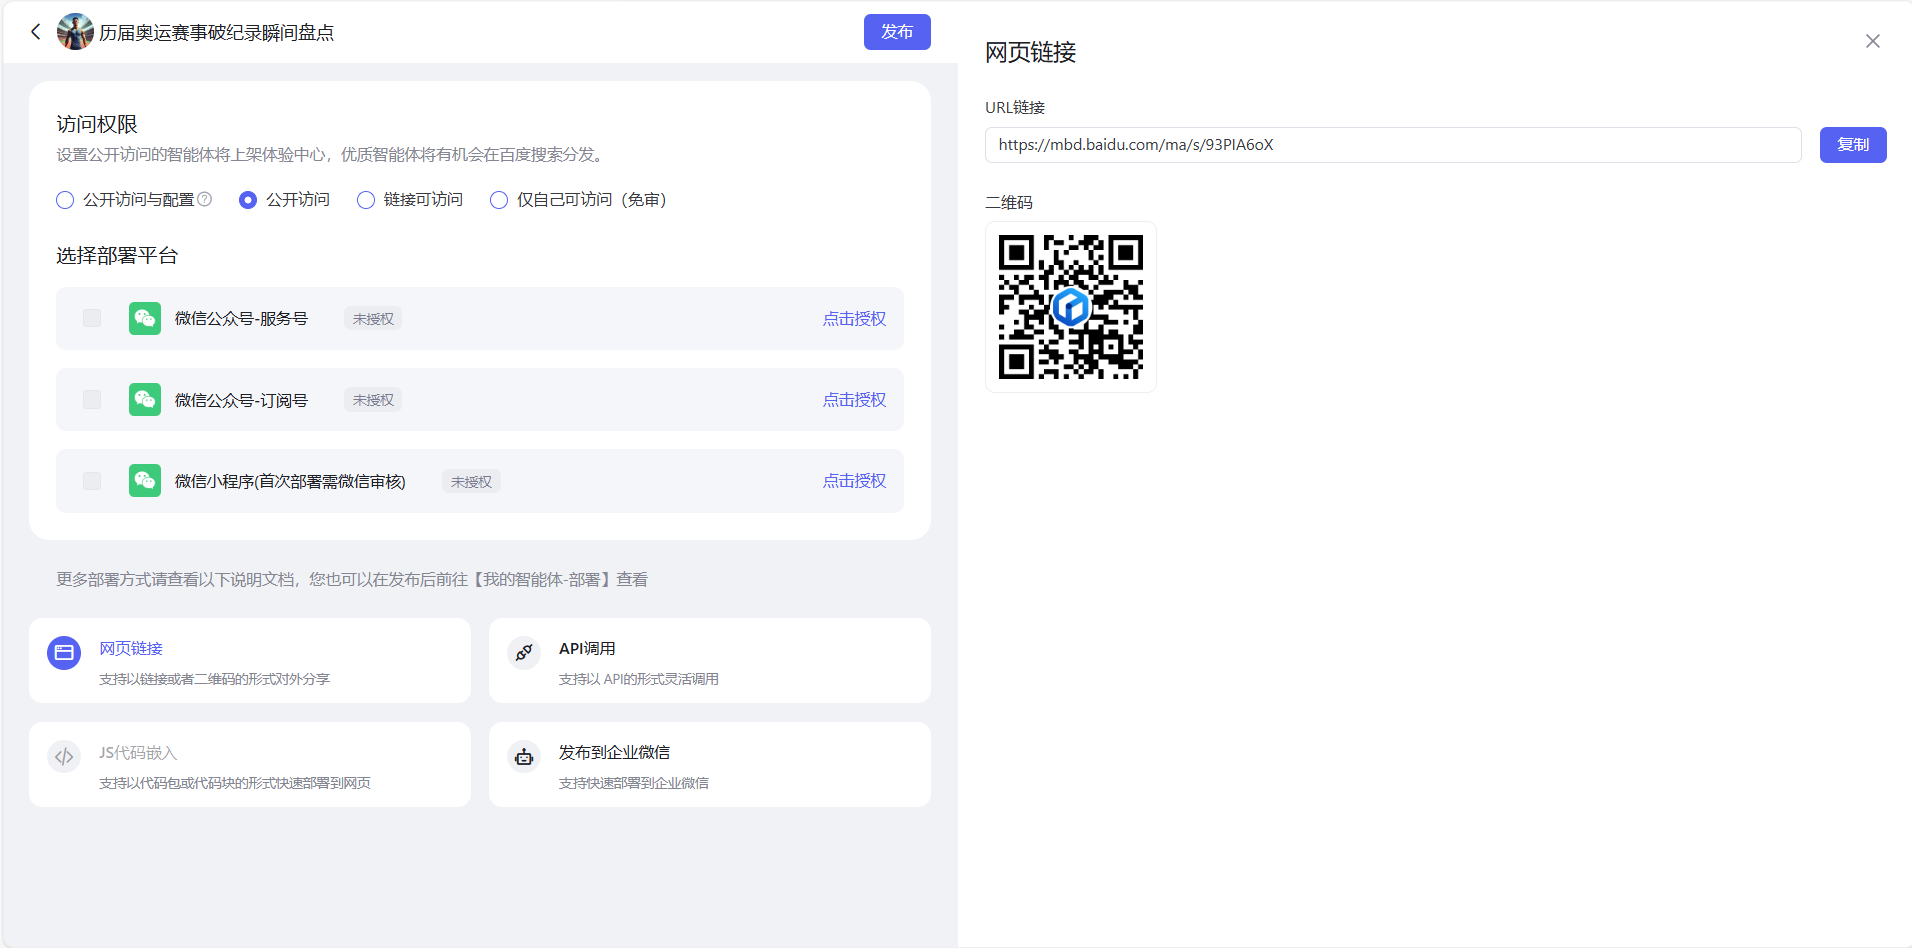 历届奥运赛事破纪录瞬间盘点
发布
访问权限
设置公开访问的智能体将上架体验中心，优质智能体将有机会在百度搜索分发。
公开访问与配置 公开访问 链接可访问 仅自己可访问（免审）
选择部署平台
微信公众号-服务号 未授权 点击授权
微信公众号-订阅号 未授权 点击授权
微信小程序(首次部署需微信审核) 未授权 点击授权
更多部署方式请查看以下说明文档，您也可以在发布后前往【我的智能体-部署】查看
网页链接
支持以链接或者二维码的形式对外分享
API调用
支持以 API的形式灵活调用
JS代码嵌入
支持以代码包或代码块的形式快速部署到网页
发布到企业微信
支持快速部署到企业微信
网页链接
URL链接
https://mbd.baidu.com/ma/s/93PIA6oX
复制
二维码